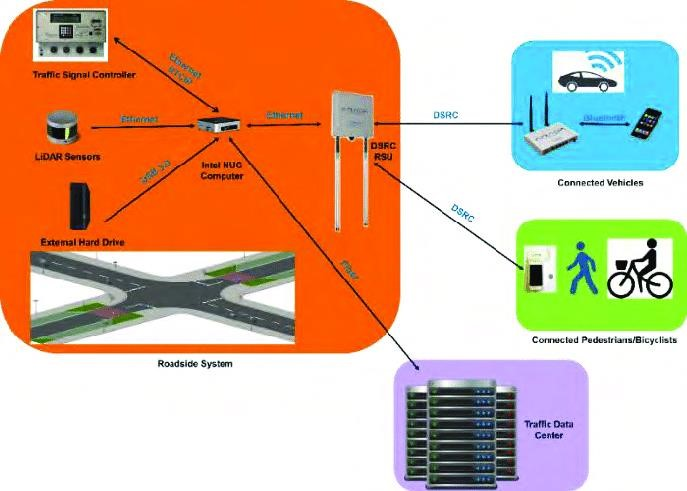 Traffic Signal Controller
Ethernet
Ethernet
LiDAR Sensors
Intel NUC
Computer
Ethernet
DSRC
RSU
USB 3.0
External Hard Drive
Fiber
Roadside System
DSRC
Bluetooth
Connected Vehicles
DSRC
Connected Pedestrians/Bicyclists
Traffic Data
Center